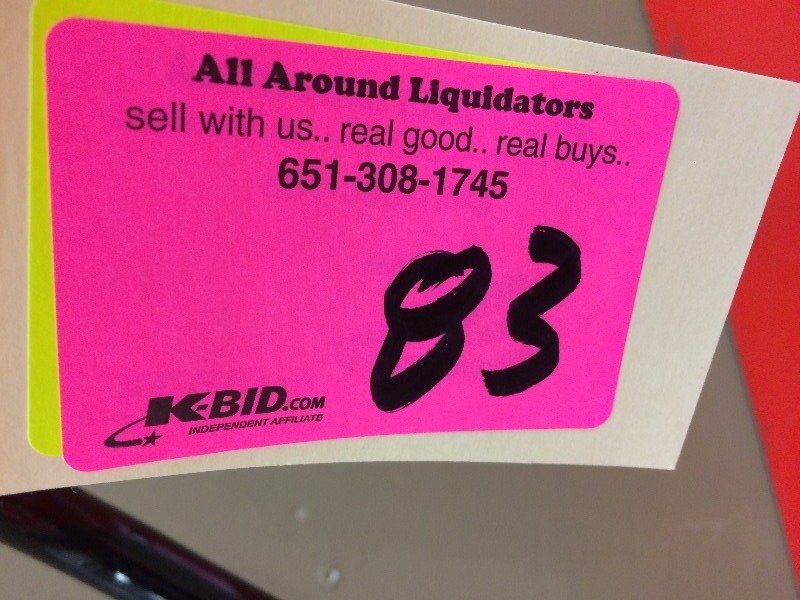 All Around Liquidators
sell with us.. real good.. real buys..
651-308-1745
83
K-BID.COM
INDEPENDENT AFFILIATE